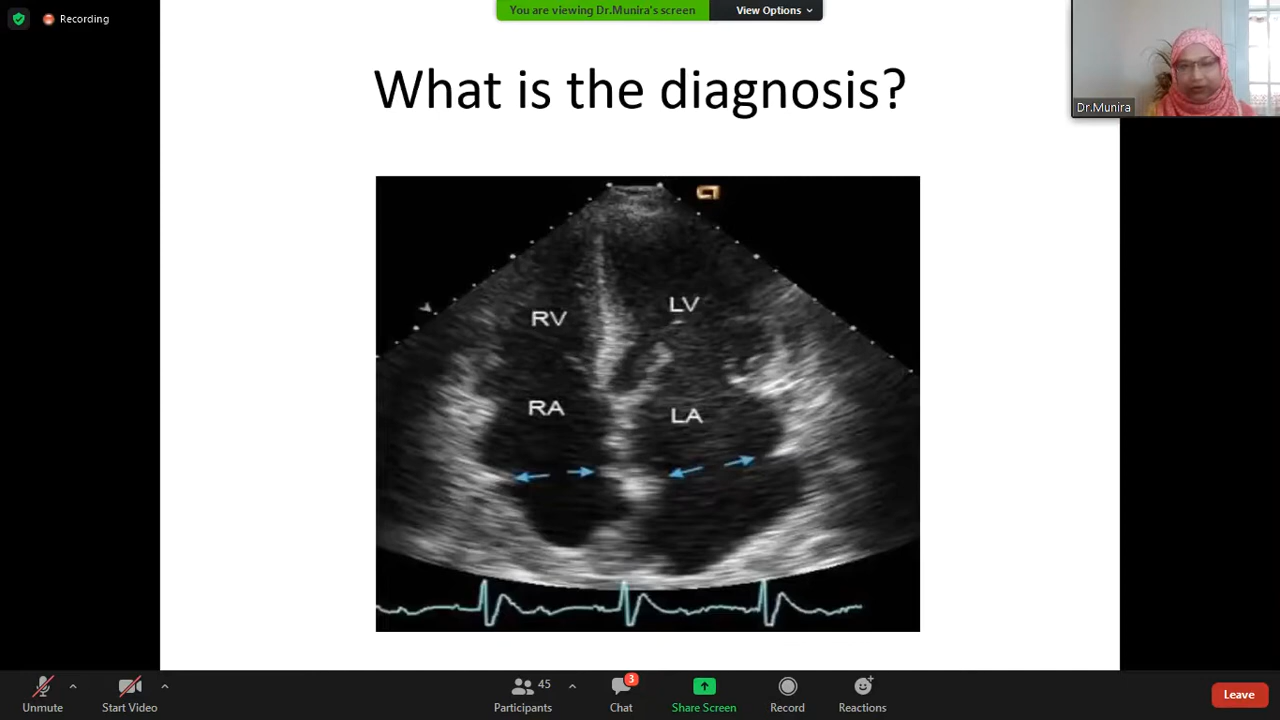 Recording
You are viewing Dr.Munira's screen
View Options
Dr.Munira
What is the diagnosis?
RV
LV
RA
LA
Unmute
Start Video
45
Participants
3
Chat
Share Screen
Record
Reactions
Leave